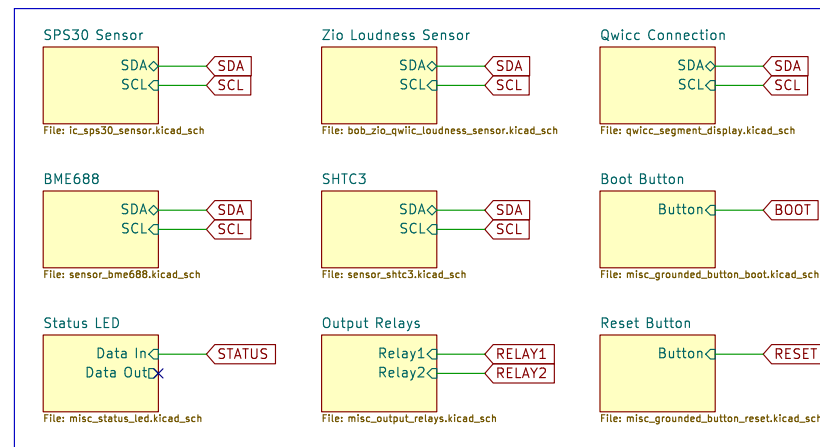 SPS30 Sensor
SDA SDA
SCL SCL
File: ic_sps30_sensor.kicad_sch
Zio Loudness Sensor
SDA SDA
SCL SCL
File: bob_zio_qwiic_loudness_sensor.kicad_sch
Qwicc Connection
SDA SDA
SCL SCL
File: qwicc_segment_display.kicad_sch
BME688
SDA SDA
SCL SCL
File: sensor_bme688.kicad_sch
SHTC3
SDA SDA
SCL SCL
File: sensor_shtc3.kicad_sch
Boot Button
Button BOOT
File: misc_grounded_button_boot.kicad_sch
Status LED
Data In STATUS
Data Out
File: misc_status_led.kicad_sch
Output Relays
Relay1 RELAY1
Relay2 RELAY2
File: misc_output_relays.kicad_sch
Reset Button
Button RESET
File: misc_grounded_button_reset.kicad_sch